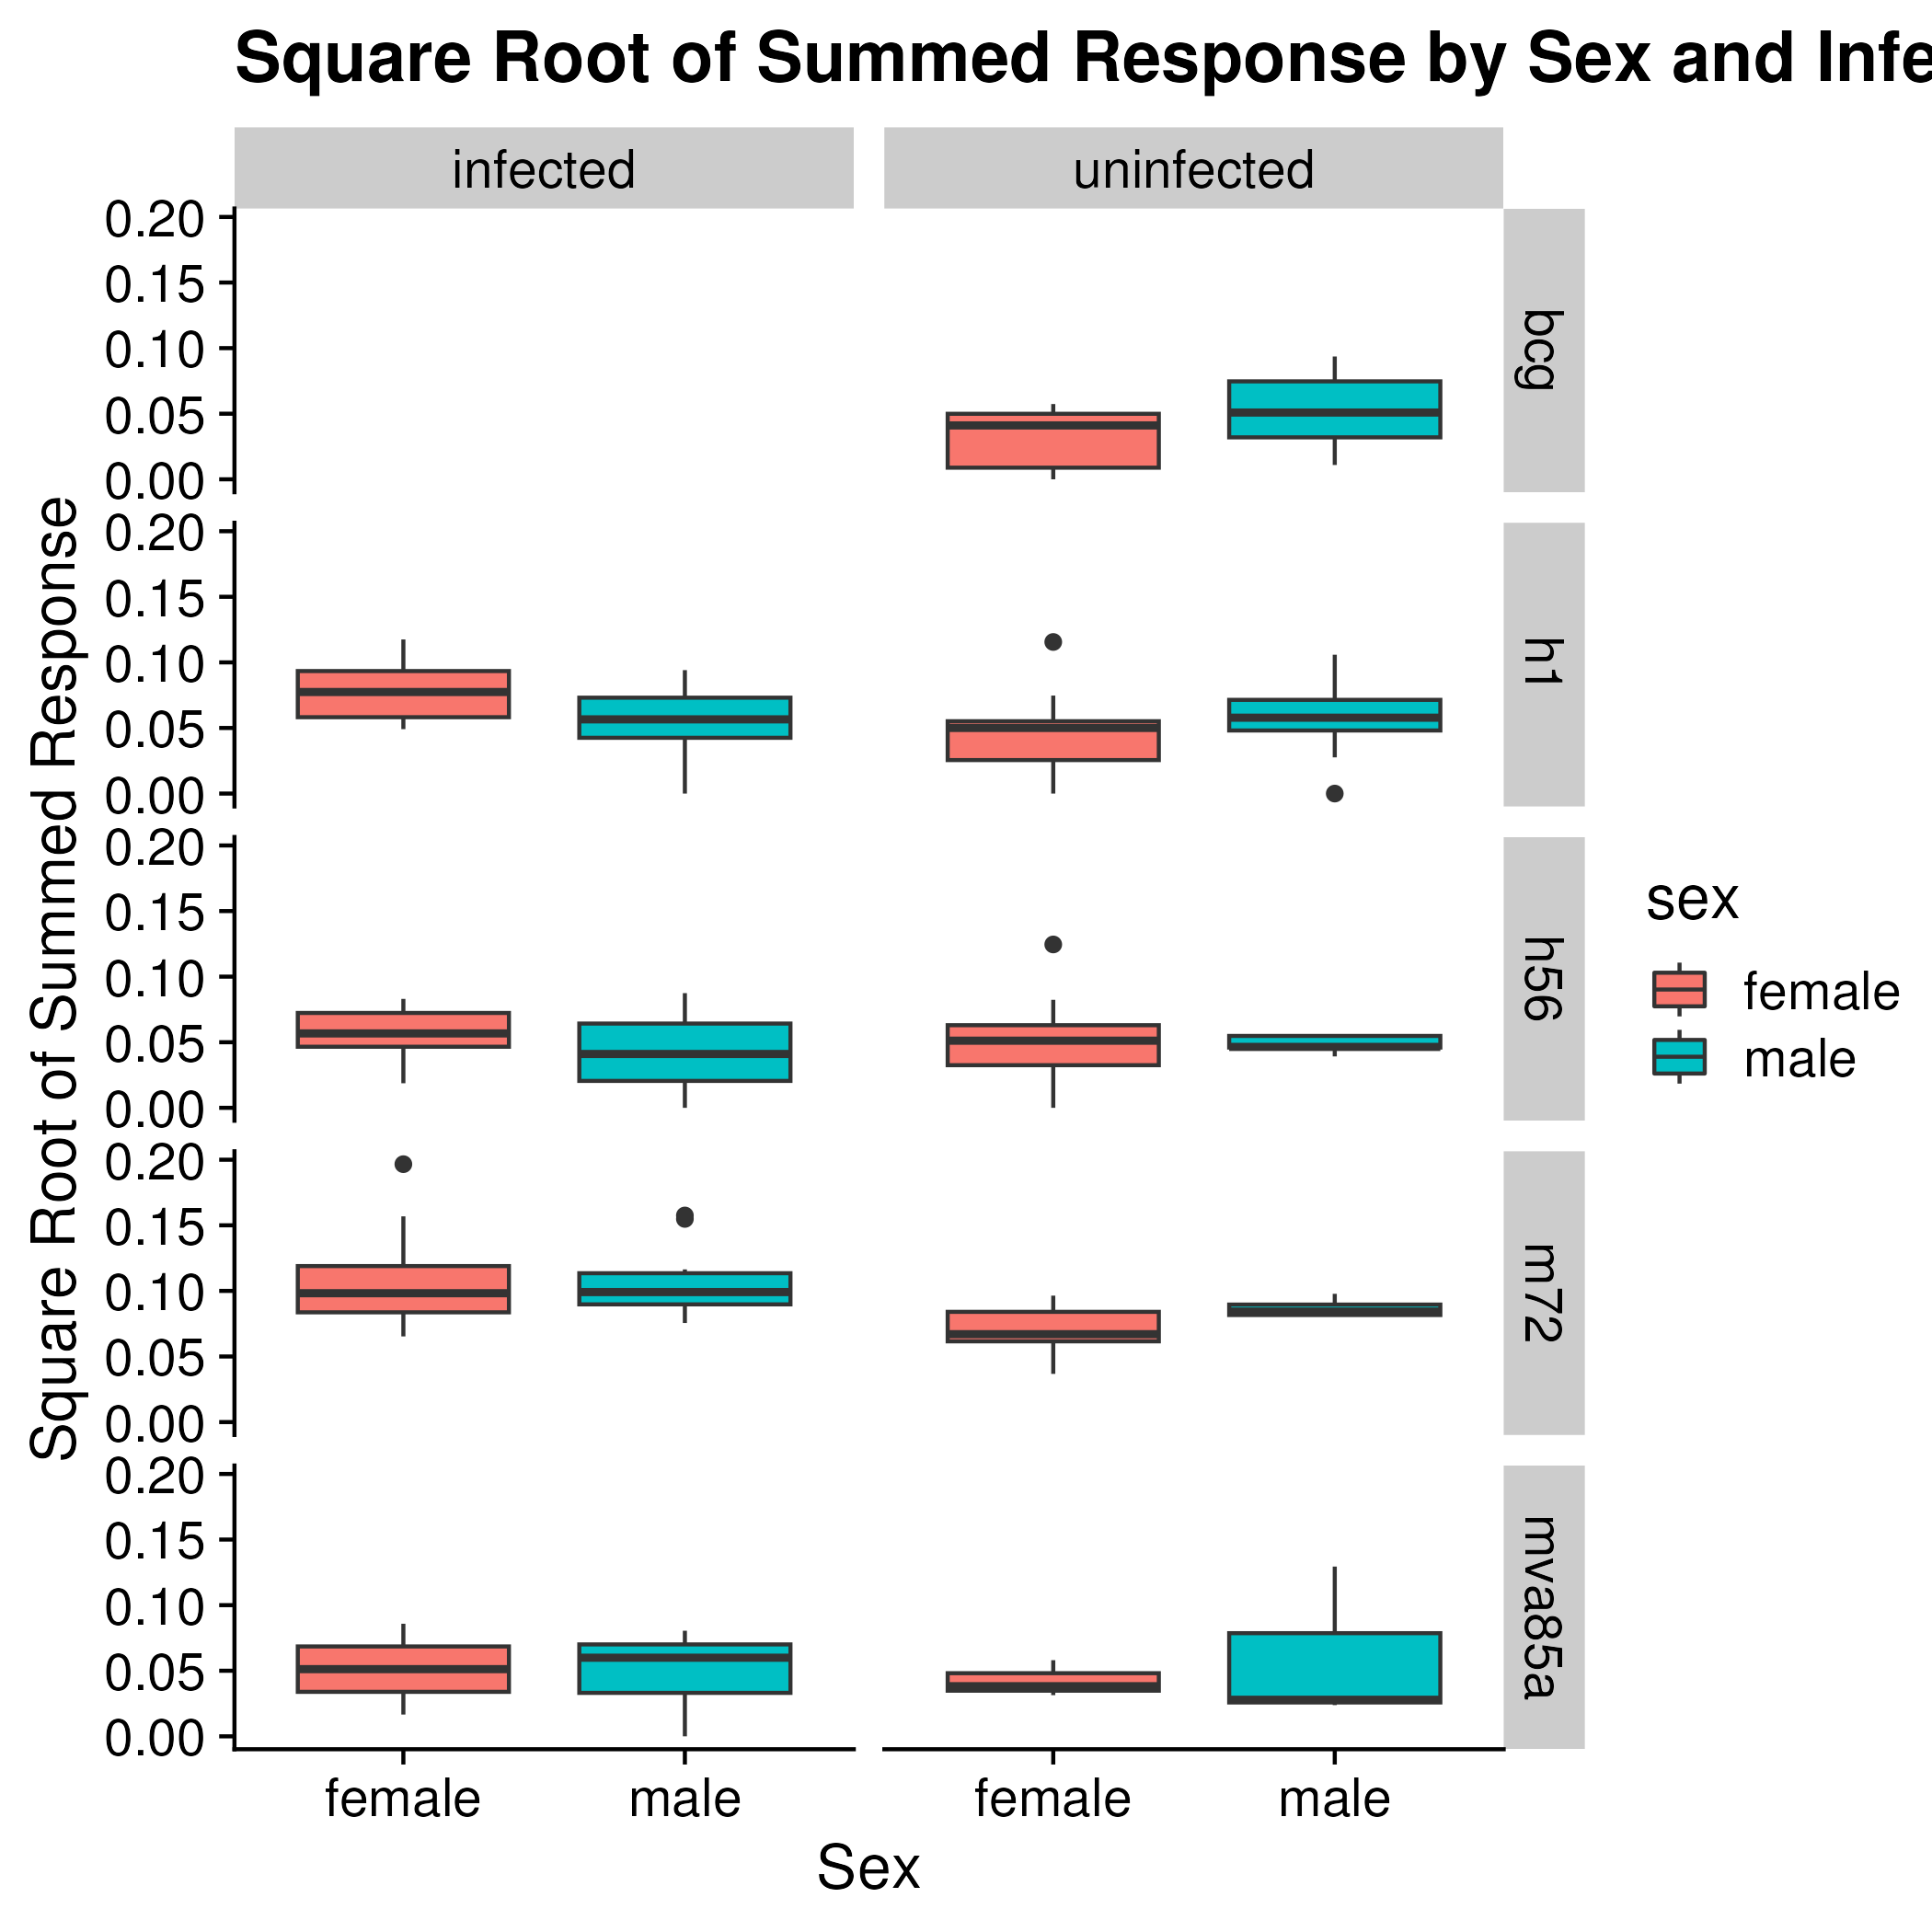 Square Root of Summed Response by Sex and Infe
infected
uninfected
0.20
0.15
0.10
0.05
0.00
bcg
0.20
0.15
0.10
0.05
0.00
h1
0.20
0.15
0.10
0.05
0.00
h56
0.20
0.15
0.10
0.05
0.00
m72
0.20
0.15
0.10
0.05
0.00
mva85a
Square Root of Summed Response
female
male
female
male
Sex
sex
female
male